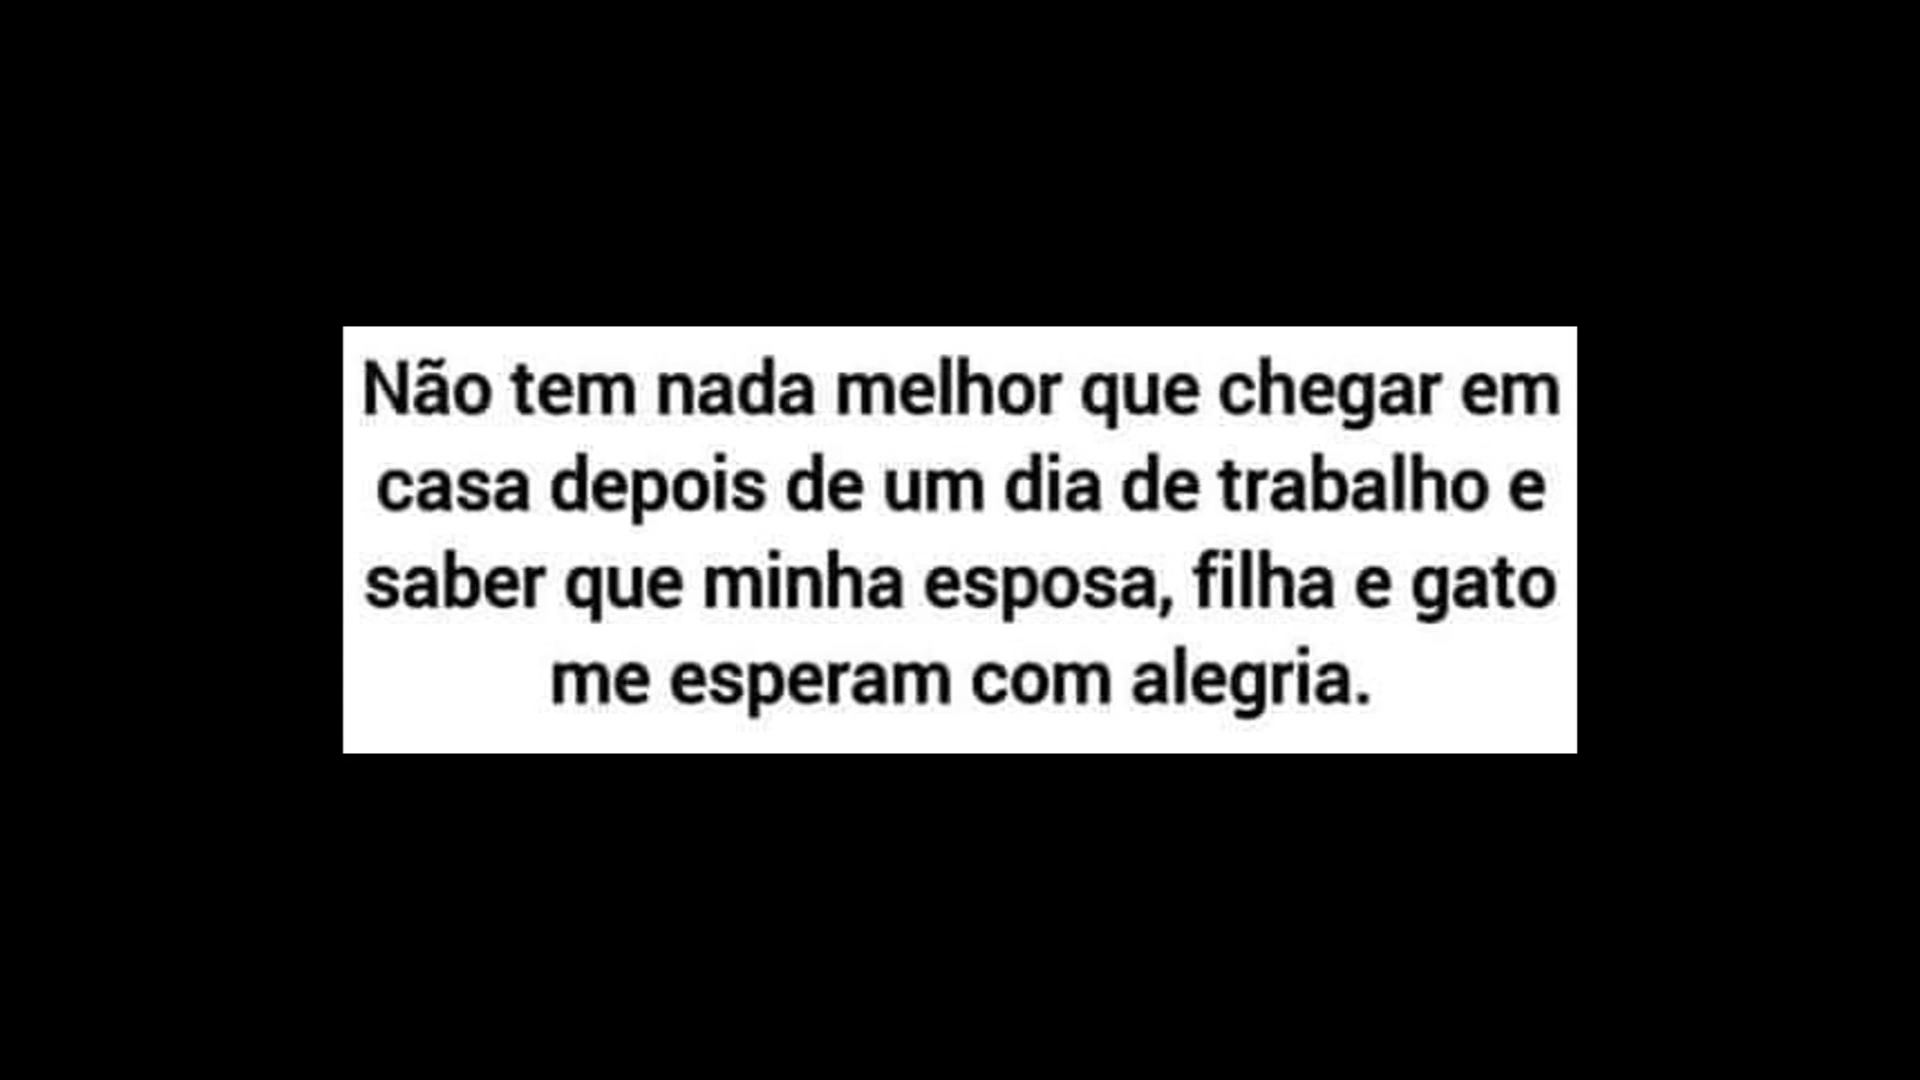 Não tem nada melhor que chegar em
casa depois de um dia de trabalho e
saber que minha esposa, filha e gato
me esperam com alegria.